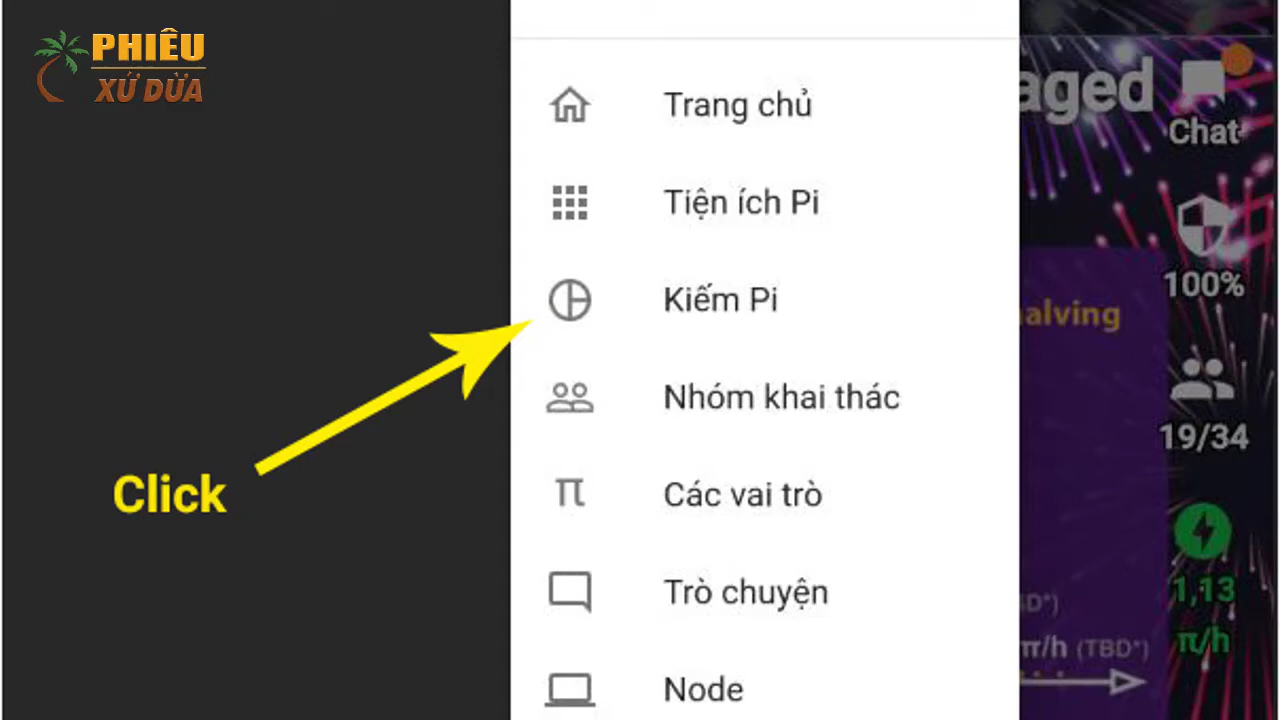 PHIÊU
XỨ DỪA
Trang chủ
Tiện ích Pi
Kiếm Pi
Nhóm khai thác
π
Các vai trò
Trò chuyện
Node
Click
aged
Chat
100%
alving
19/34
1,13
π/h
D*)
π/h (TBD*)